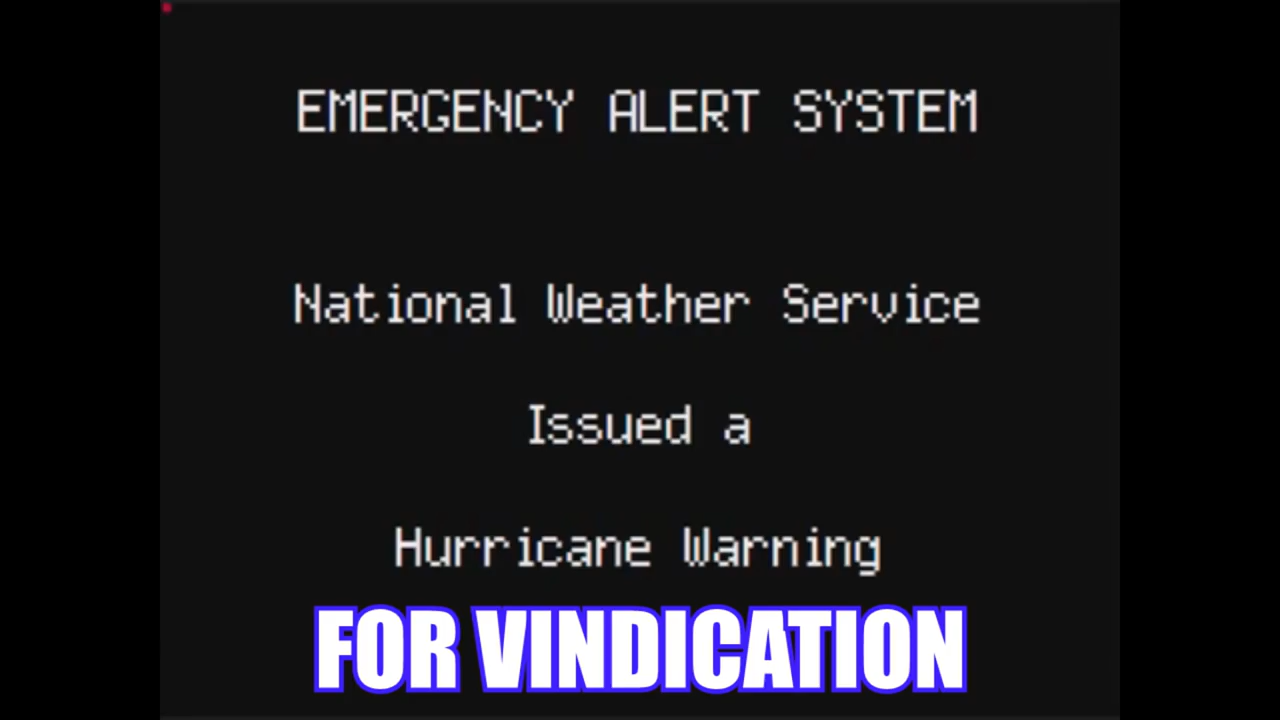 EMERGENCY ALERT SYSTEM
National Weather Service
Issued a
Hurricane Warning
FOR VINDICATION